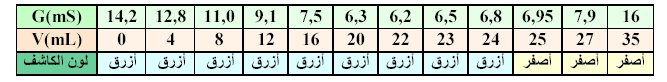 G(mS) 14,2 12,8 11,0 9,1 7,5 6,3 6,2 6,5 6,8 6,95 7,9 16
V(mL) 0 4 8 12 16 20 22 23 24 25 27 35
لون الكاشف أزرق أزرق أزرق أزرق أزرق أزرق أزرق أزرق أزرق أصفر أصفر أصفر